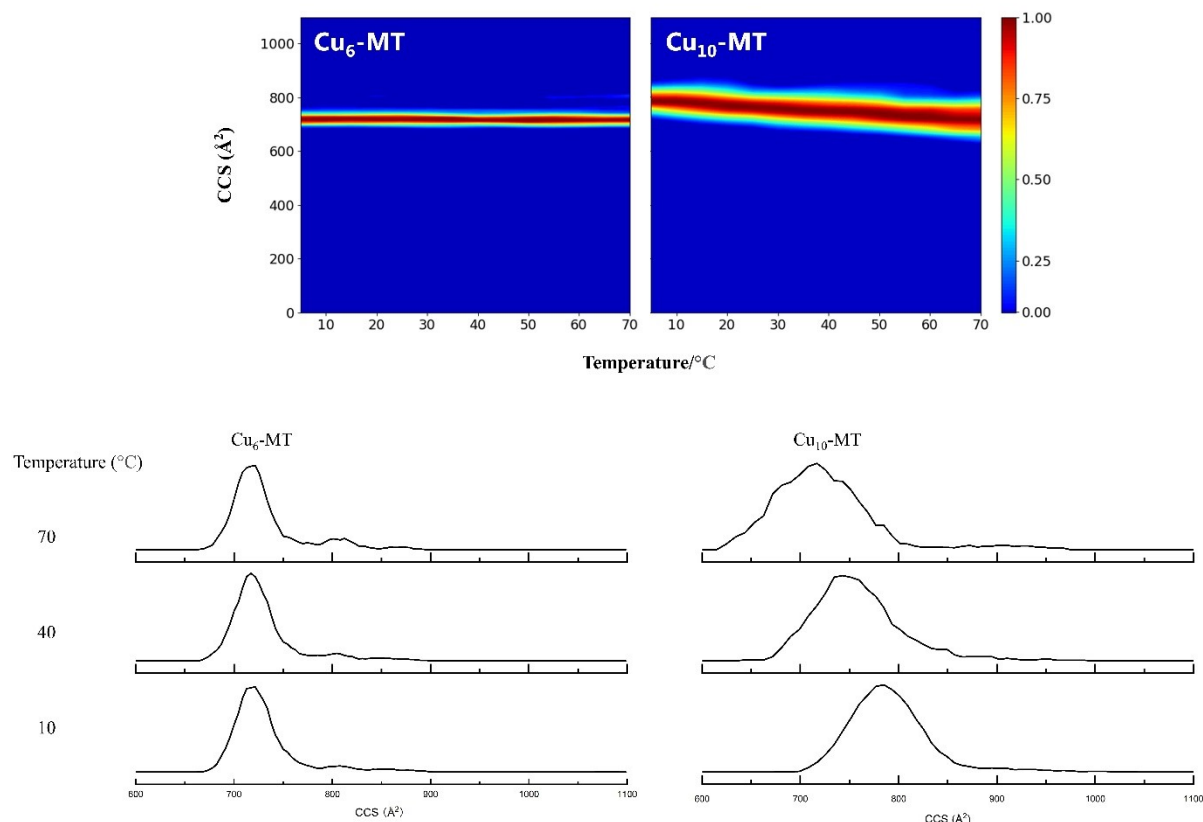 Cu₆-MT Cu₁₀-MT
1000
800
600
400
200
0
CCS (Å²)
1.00
0.75
0.50
0.25
0.00
10 20 30 40 50 60 70 10 20 30 40 50 60 70
Temperature/°C
Cu₆-MT Cu₁₀-MT
Temperature (°C)
70
40
10
600 700 800 900 1000 1100 600 700 800 900 1000 1100
CCS (Å²) CCS (Å²)